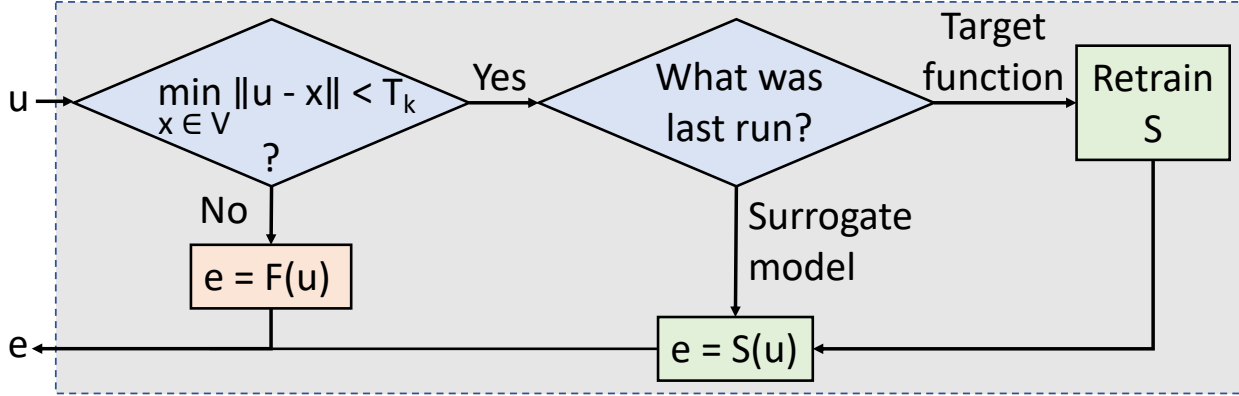 u
min ‖u - x‖ < Tₖ
x ∈ V
?
Yes
What was
last run?
Target
function
Retrain
S
No
e = F(u)
Surrogate
model
e = S(u)
e